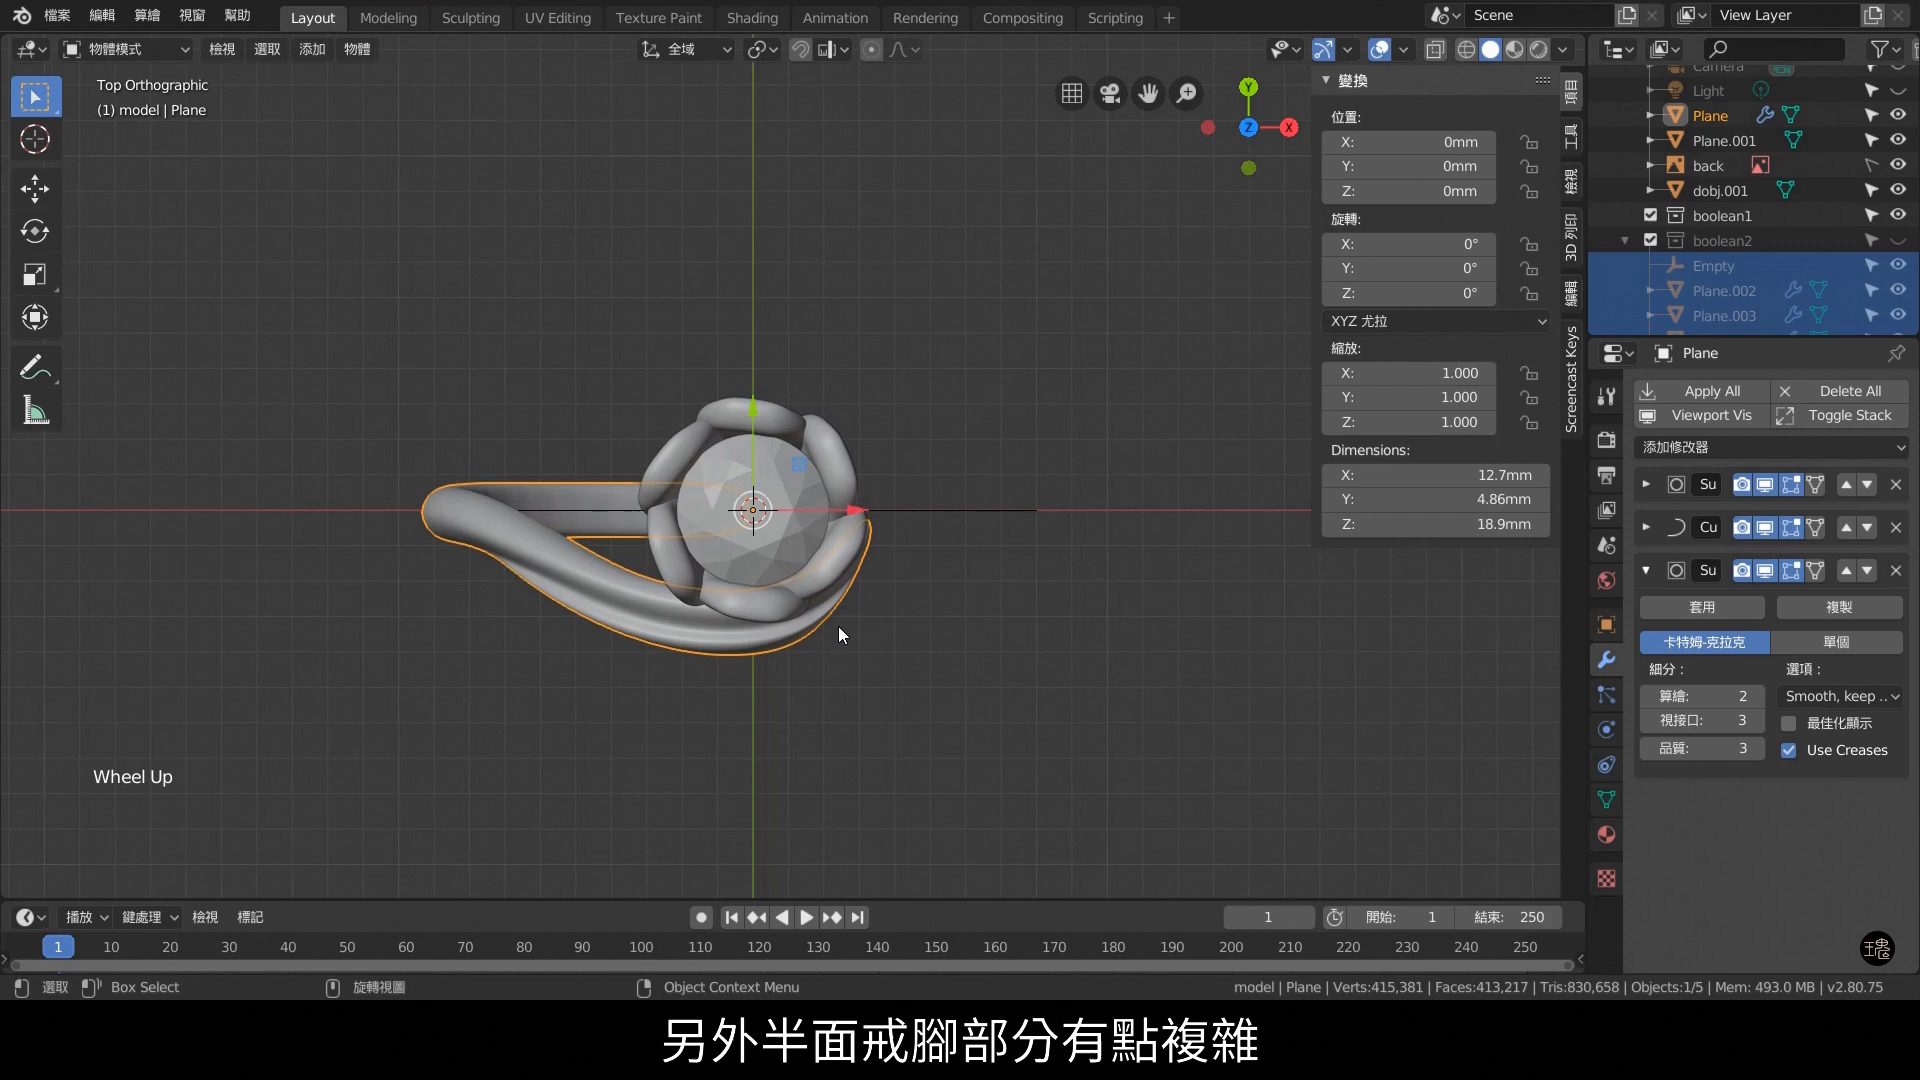 檔案 編輯 算繪 視窗 幫助 Layout Modeling Sculpting UV Editing Texture Paint Shading Animation Rendering Compositing Scripting + Scene View Layer
物體模式 檢視 選取 添加 物體 全域
Top Orthographic
(1) model | Plane
Y
Z X
Wheel Up
變換
位置:
X: 0mm
Y: 0mm
Z: 0mm
旋轉:
X: 0°
Y: 0°
Z: 0°
XYZ 尤拉
縮放:
X: 1.000
Y: 1.000
Z: 1.000
Dimensions:
X: 12.7mm
Y: 4.86mm
Z: 18.9mm
項目
工具
檢視
3D 列印
編輯
Screencast Keys
Camera
Light
Plane
Plane.001
back
dobj.001
boolean1
boolean2
Empty
Plane.002
Plane.003
Plane
Apply All Delete All
Viewport Vis Toggle Stack
添加修改器
Su
Cu
Su
套用 複製
卡特姆-克拉克 單個
細分: 選項:
算繪: 2 Smooth, keep ..
視接口: 3 最佳化顯示
品質: 3 Use Creases
播放 鍵處理 檢視 標記 1 開始: 1 結束: 250
1 10 20 30 40 50 60 70 80 90 100 110 120 130 140 150 160 170 180 190 200 210 220 230 240 250
選取 Box Select 旋轉視圖 Object Context Menu model | Plane | Verts:415,381 | Faces:413,217 | Tris:830,658 | Objects:1/5 | Mem: 493.0 MB | v2.80.75
另外半面戒腳部分有點複雜